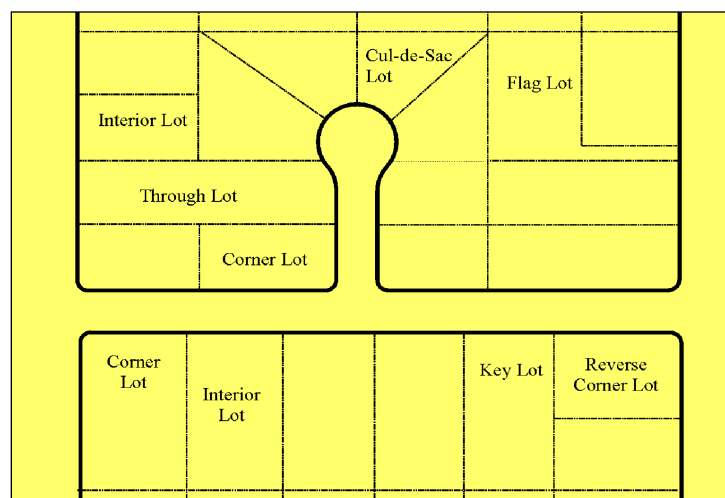 Cul-de-Sac
Lot
Flag Lot
Interior Lot
Through Lot
Corner Lot
Corner
Lot
Interior
Lot
Key Lot
Reverse
Corner Lot